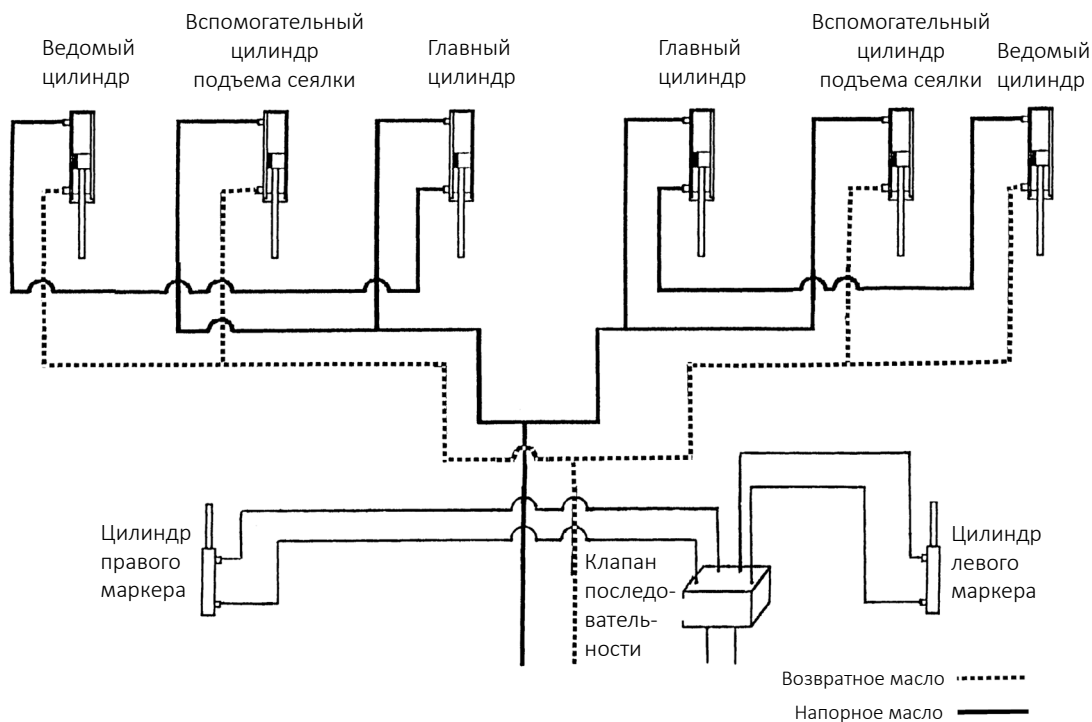 Ведомый
цилиндр
Вспомогательный
цилиндр
подъема сеялки
Главный
цилиндр
Главный
цилиндр
Вспомогательный
цилиндр
подъема сеялки
Ведомый
цилиндр
Цилиндр
правого
маркера
Клапан
последо-
ватель-
ности
Цилиндр
левого
маркера
Возвратное масло
Напорное масло